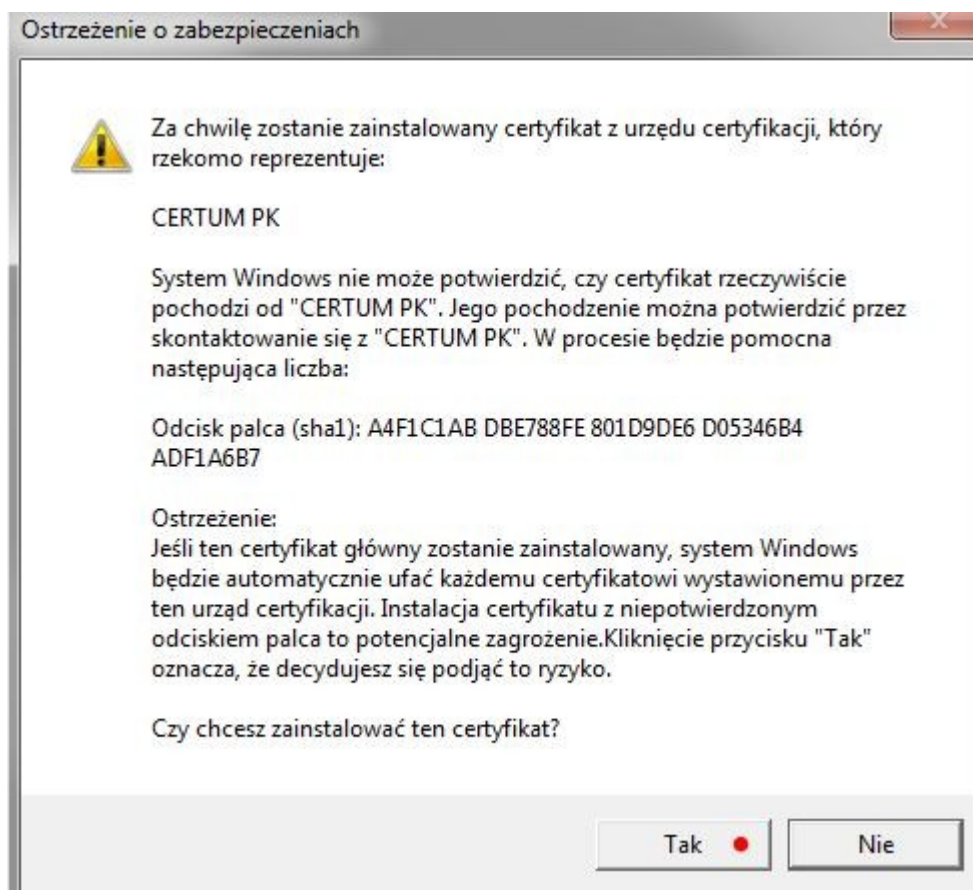 Ostrzeżenie o zabezpieczeniach
Za chwilę zostanie zainstalowany certyfikat z urzędu certyfikacji, który
rzekomo reprezentuje:
CERTUM PK
System Windows nie może potwierdzić, czy certyfikat rzeczywiście
pochodzi od "CERTUM PK". Jego pochodzenie można potwierdzić przez
skontaktowanie się z "CERTUM PK". W procesie będzie pomocna
następująca liczba:
Odcisk palca (sha1): A4F1C1AB DBE788FE 801D9DE6 D05346B4
ADF1A6B7
Ostrzeżenie:
Jeśli ten certyfikat główny zostanie zainstalowany, system Windows
będzie automatycznie ufać każdemu certyfikatowi wystawionemu przez
ten urząd certyfikacji. Instalacja certyfikatu z niepotwierdzonym
odciskiem palca to potencjalne zagrożenie.Kliknięcie przycisku "Tak"
oznacza, że decydujesz się podjąć to ryzyko.
Czy chcesz zainstalować ten certyfikat?
Tak Nie